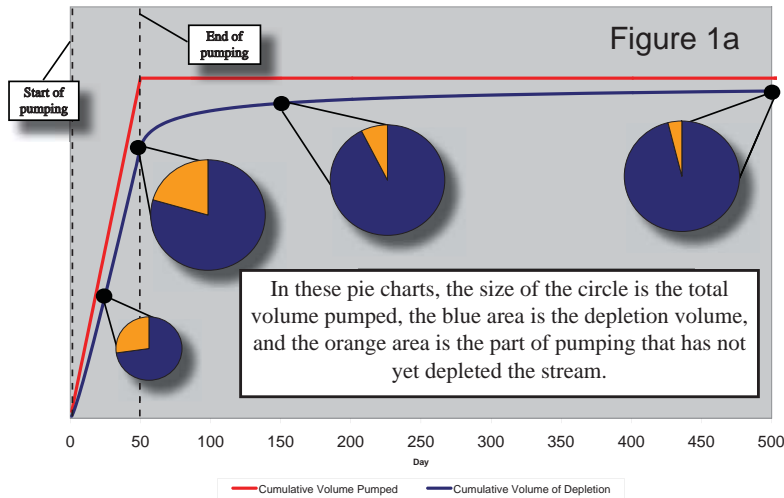 Figure 1a
End of
pumping
Start of
pumping
In these pie charts, the size of the circle is the total
volume pumped, the blue area is the depletion volume,
and the orange area is the part of pumping that has not
yet depleted the stream.
0 50 100 150 200 250 300 350 400 450 500
Day
Cumulative Volume Pumped Cumulative Volume of Depletion